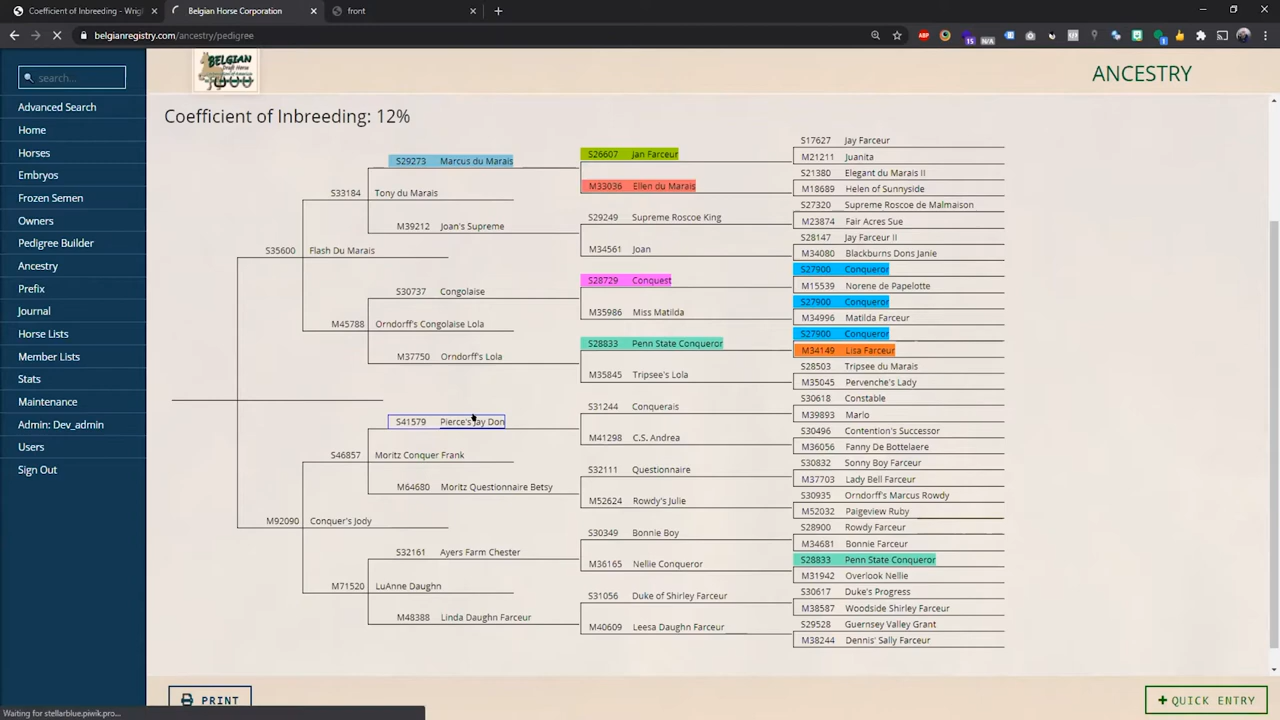 Coefficient of Inbreeding - Wrig
Belgian Horse Corporation
front
belgianregistry.com/ancestry/pedigree
search...
Advanced Search
Home
Horses
Embryos
Frozen Semen
Owners
Pedigree Builder
Ancestry
Prefix
Journal
Horse Lists
Member Lists
Stats
Maintenance
Admin: Dev_admin
Users
Sign Out
BELGIAN
ANCESTRY
Coefficient of Inbreeding: 12%
S35600 Flash Du Marais
M92090 Conquer's Jody
S33184 Tony du Marais
M45788 Orndorff's Congolaise Lola
S46857 Moritz Conquer Frank
M71520 LuAnne Daughn
S29273 Marcus du Marais
M39212 Joan's Supreme
S30737 Congolaise
M37750 Orndorff's Lola
S41579 Pierce's Jay Don
M64680 Moritz Questionnaire Betsy
S32161 Ayers Farm Chester
M48388 Linda Daughn Farceur
S26607 Jan Farceur
M33036 Ellen du Marais
S29249 Supreme Roscoe King
M34561 Joan
S28729 Conquest
M35986 Miss Matilda
S28833 Penn State Conqueror
M35845 Tripsee's Lola
S31244 Conquerais
M41298 C.S. Andrea
S32111 Questionnaire
M52624 Rowdy's Julie
S30349 Bonnie Boy
M36165 Nellie Conqueror
S31056 Duke of Shirley Farceur
M40609 Leesa Daughn Farceur
S17627 Jay Farceur
M21211 Juanita
S21380 Elegant du Marais II
M18689 Helen of Sunnyside
S27320 Supreme Roscoe de Malmaison
M23874 Fair Acres Sue
S28147 Jay Farceur II
M34080 Blackburns Dons Janie
S27900 Conqueror
M15539 Norene de Papelotte
S27900 Conqueror
M34996 Matilda Farceur
S27900 Conqueror
M34149 Lisa Farceur
S28503 Tripsee du Marais
M35045 Pervenche's Lady
S30618 Constable
M39893 Marlo
S30496 Contention's Successor
M36056 Fanny De Bottelaere
S30832 Sonny Boy Farceur
M37703 Lady Bell Farceur
S30935 Orndorff's Marcus Rowdy
M52032 Paigeview Ruby
S28900 Rowdy Farceur
M34681 Bonnie Farceur
S28833 Penn State Conqueror
M31942 Overlook Nellie
S30617 Duke's Progress
M38587 Woodside Shirley Farceur
S29528 Guernsey Valley Grant
M38244 Dennis' Sally Farceur
PRINT
+ QUICK ENTRY
Waiting for stellarblue.piwik.pro...